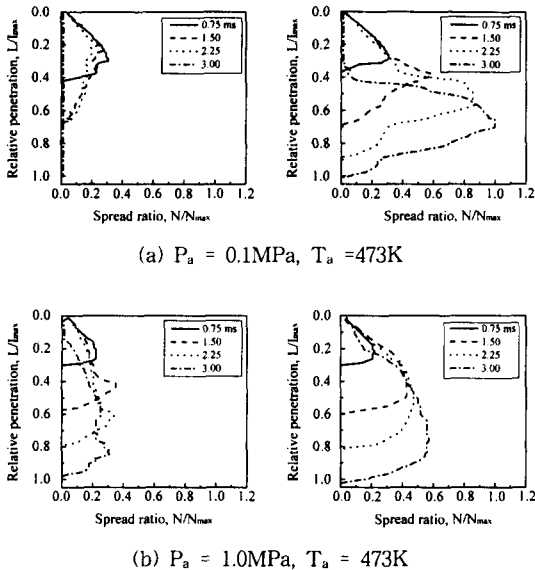 0.0
0.2
0.4
0.6
0.8
1.0
Relative penetration, L/lmax
0.0 0.2 0.4 0.6 0.8 1.0 1.2
Spread ratio, N/Nmax
0.75 ms
1.50
2.25
3.00
0.0
0.2
0.4
0.6
0.8
1.0
Relative penetration, L/lmax
0.0 0.2 0.4 0.6 0.8 1.0 1.2
Spread ratio, N/Nmax
0.75 ms
1.50
2.25
3.00
(a) Pa = 0.1MPa, Ta =473K
0.0
0.2
0.4
0.6
0.8
1.0
Relative penetration, L/lmax
0.0 0.2 0.4 0.6 0.8 1.0 1.2
Spread ratio, N/Nmax
0.75 ms
1.50
2.25
3.00
0.0
0.2
0.4
0.6
0.8
1.0
Relative penetration, L/lmax
0.0 0.2 0.4 0.6 0.8 1.0 1.2
Spread ratio, N/Nmax
0.75 ms
1.50
2.25
3.00
(b) Pa = 1.0MPa, Ta = 473K